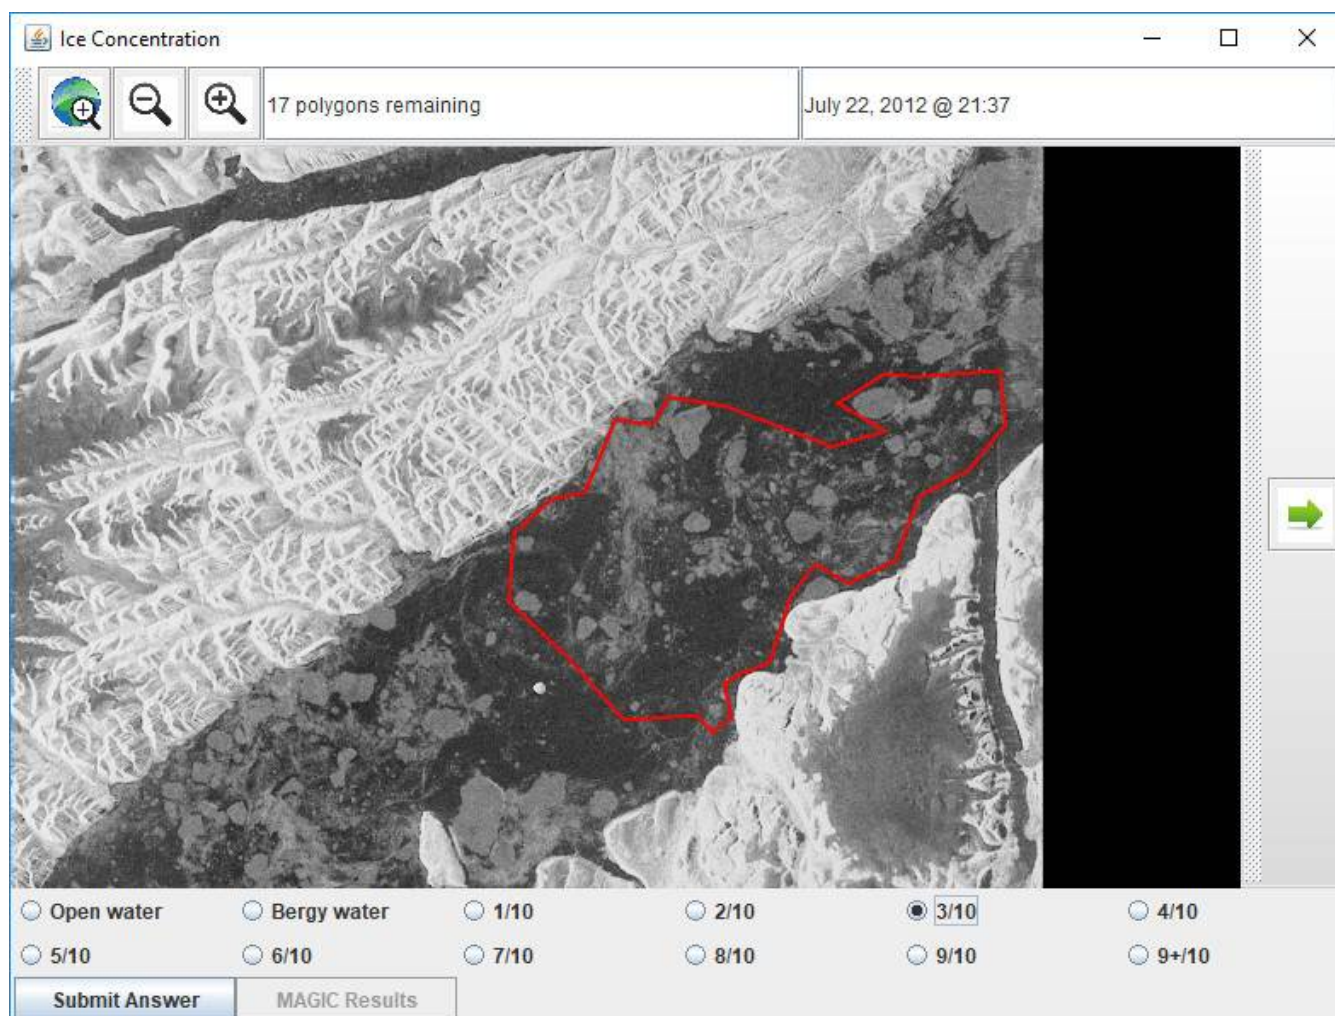 Ice Concentration
17 polygons remaining
July 22, 2012 @ 21:37
Open water Bergy water 1/10 2/10 3/10 4/10
5/10 6/10 7/10 8/10 9/10 9+/10
Submit Answer MAGIC Results